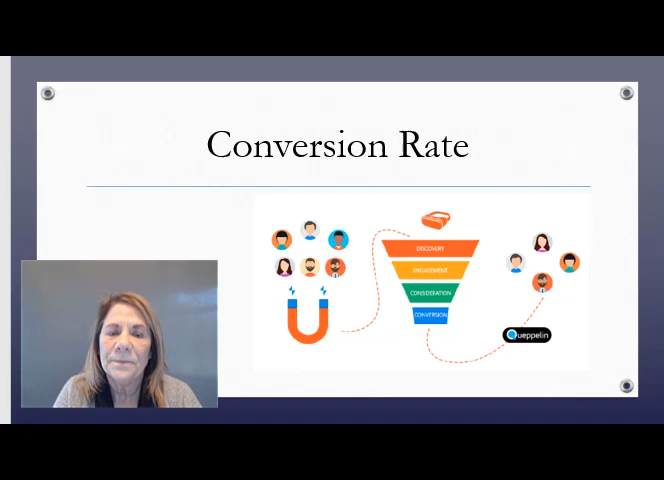 Conversion Rate
DISCOVERY
ENGAGEMENT
CONSIDERATION
CONVERSION
Queppelin